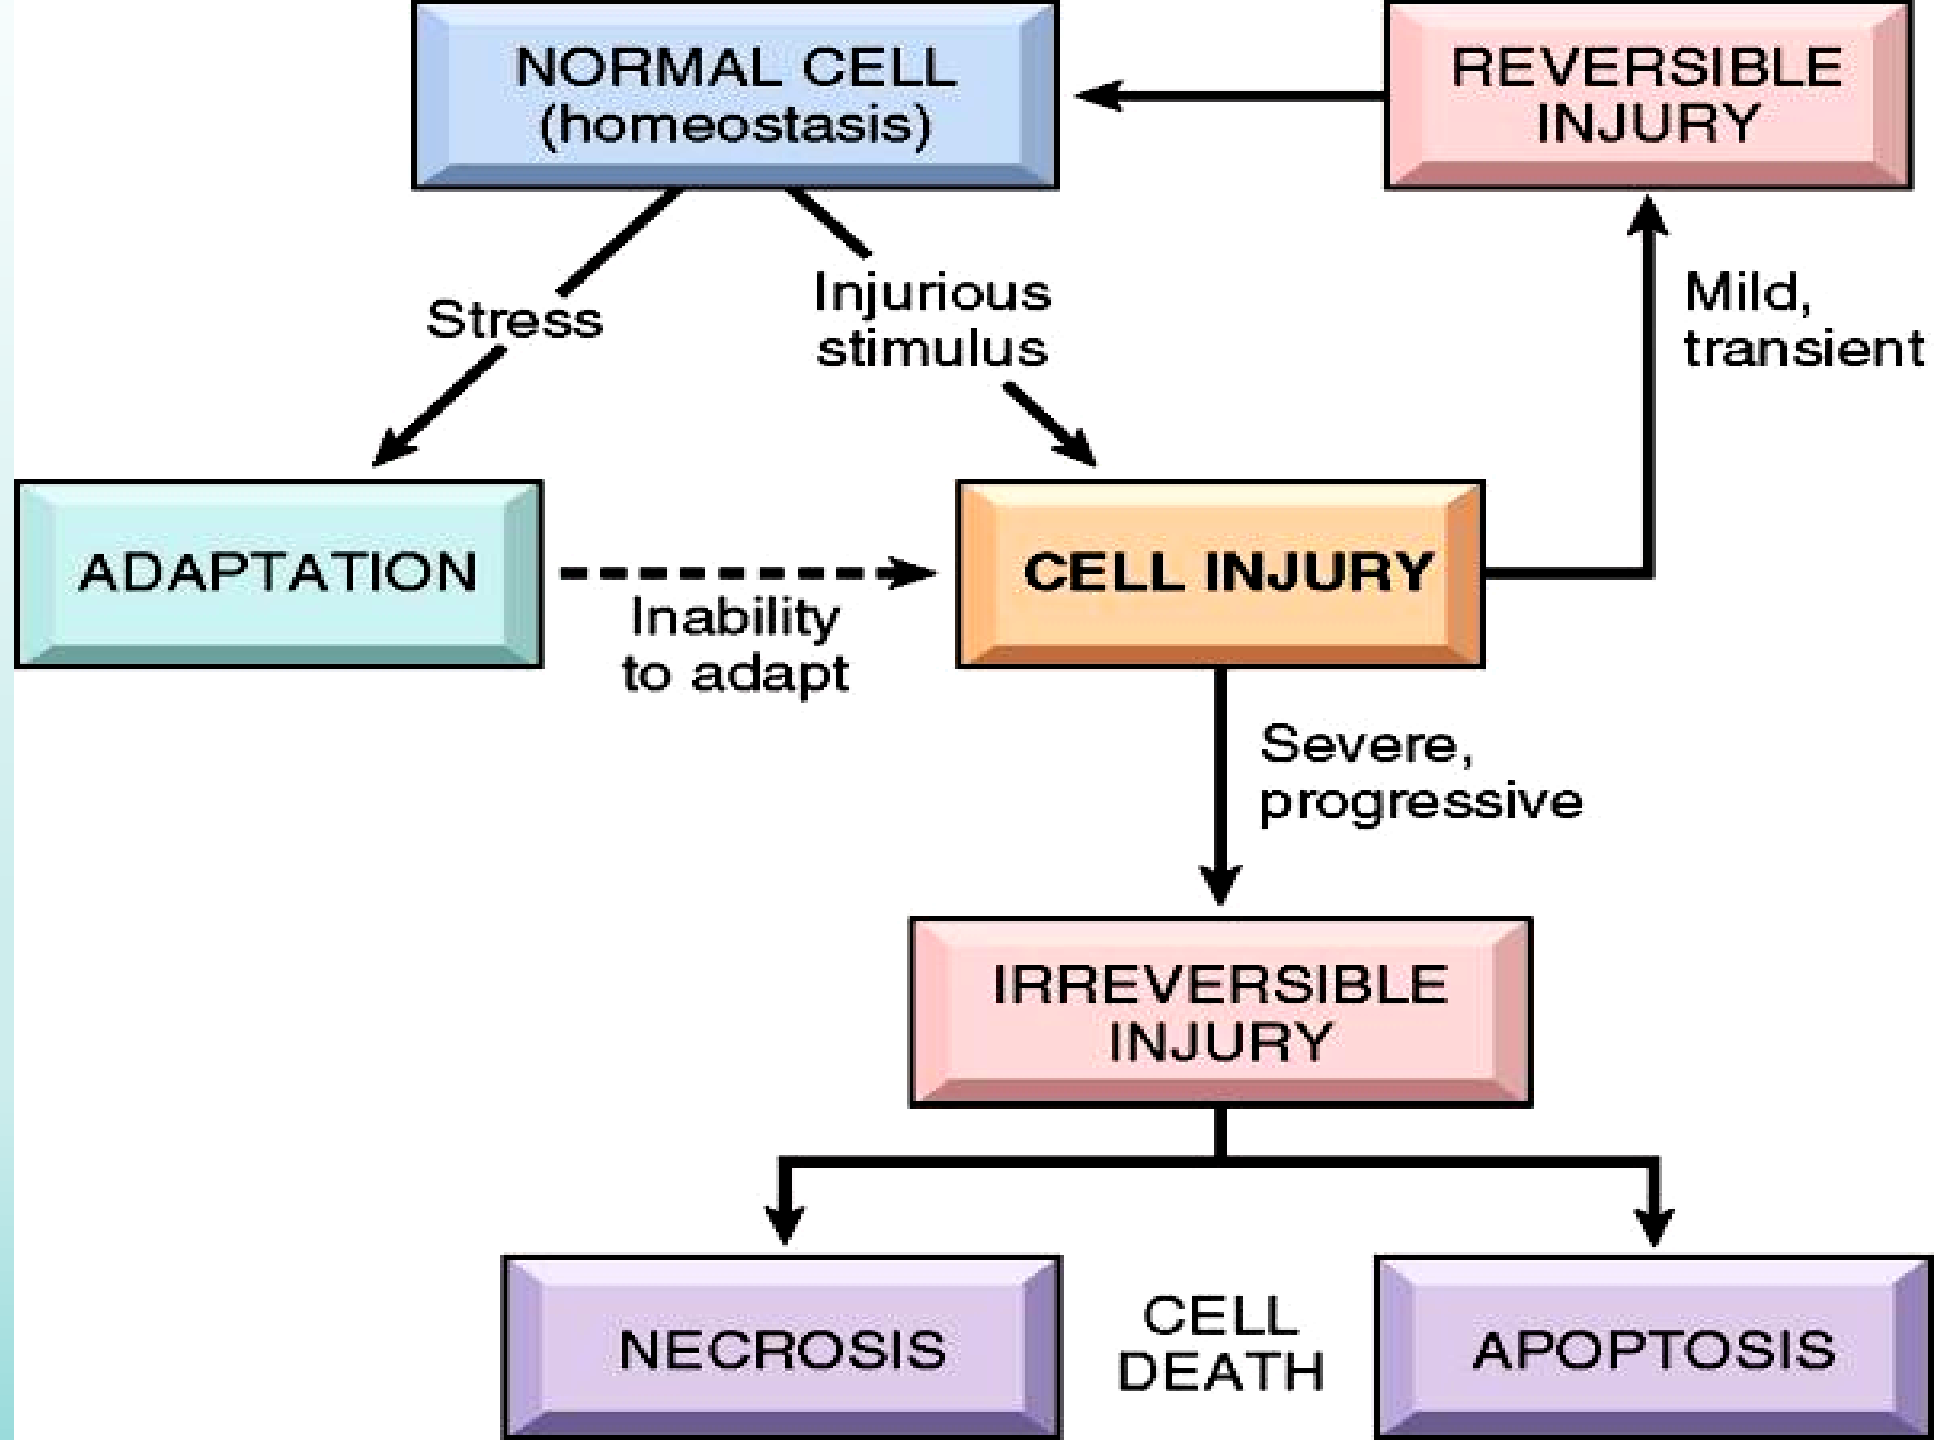 NORMAL CELL
(homeostasis)
REVERSIBLE
INJURY
Stress
Injurious
stimulus
Mild,
transient
ADAPTATION
Inability
to adapt
CELL INJURY
Severe,
progressive
IRREVERSIBLE
INJURY
NECROSIS
CELL
DEATH
APOPTOSIS